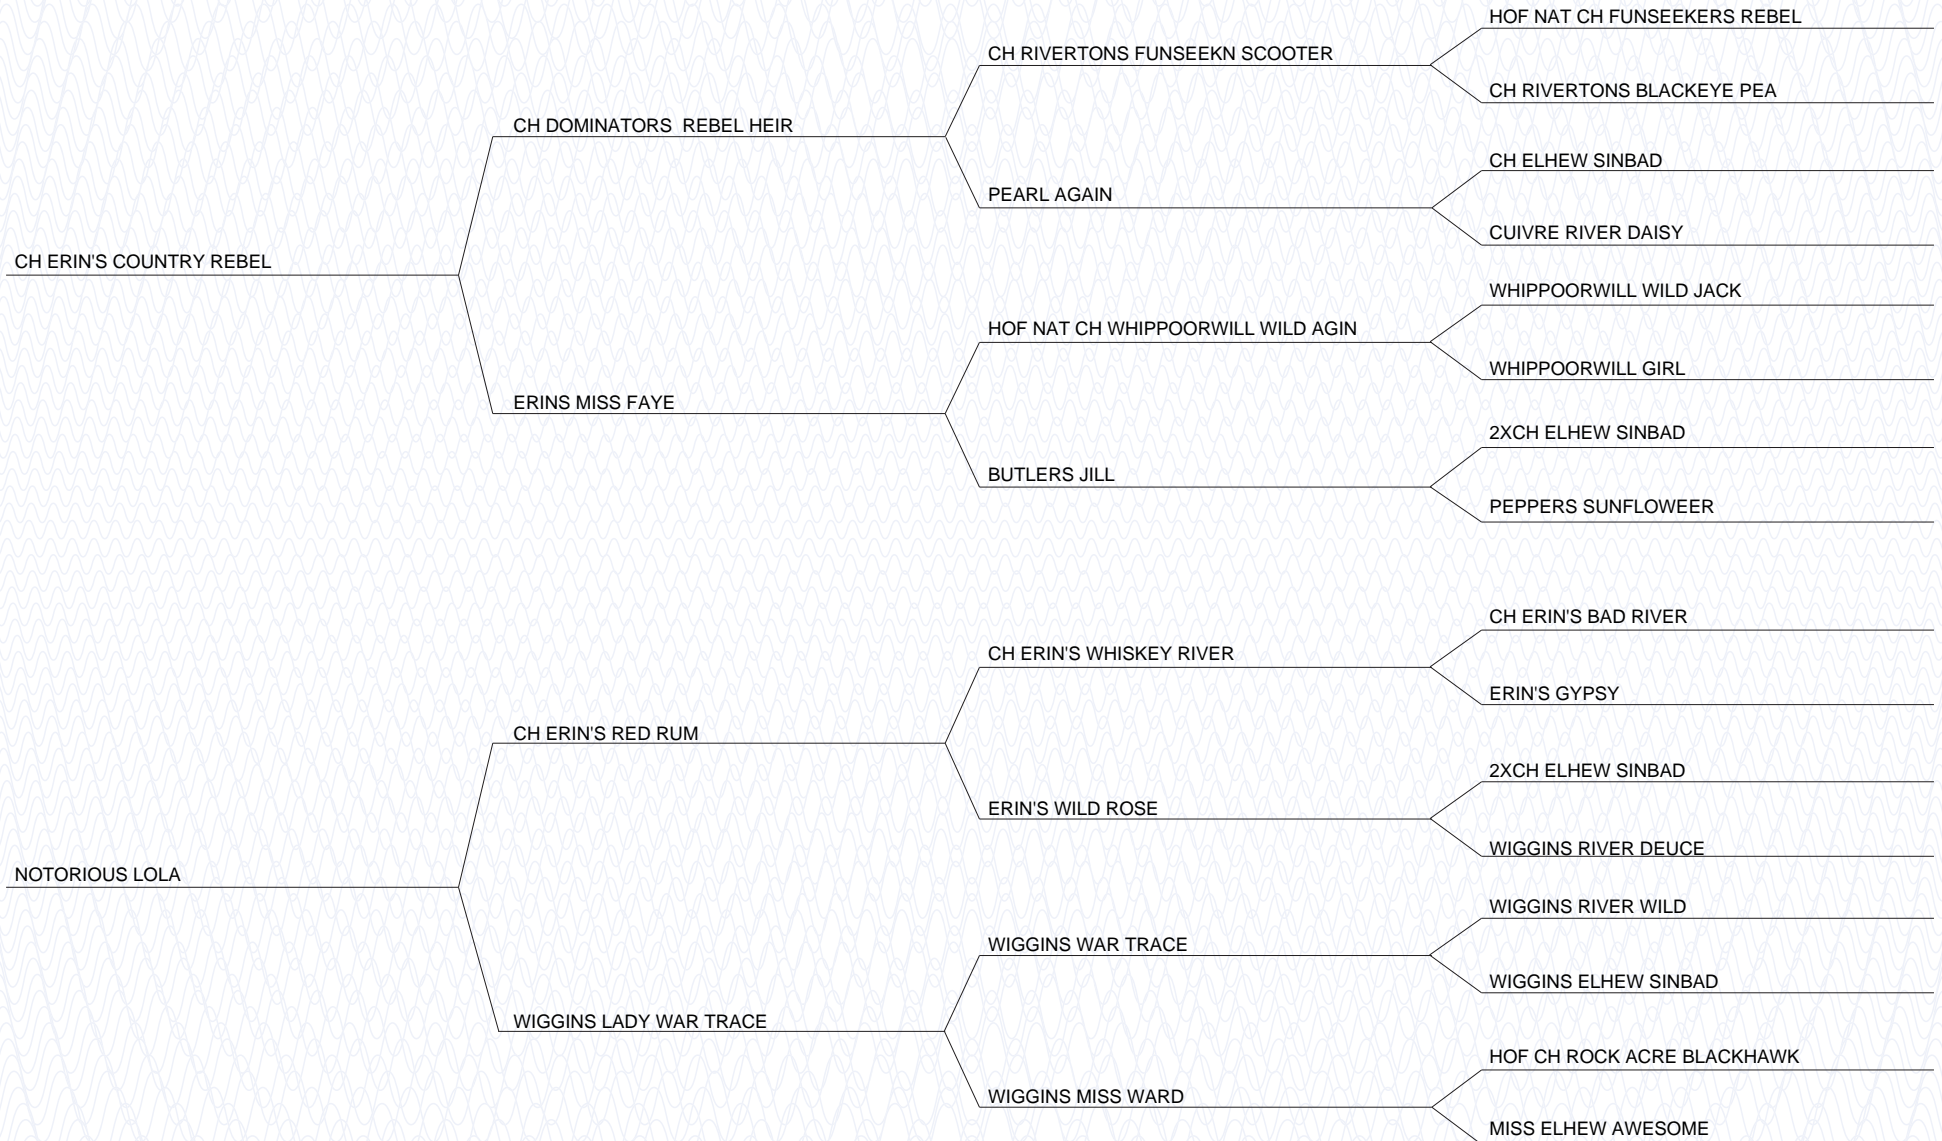 HOF NAT CH FUNSEEKERS REBEL
CH RIVERTONS FUNSEEKN SCOOTER
CH RIVERTONS BLACKEYE PEA
CH DOMINATORS  REBEL HEIR
CH ELHEW SINBAD
PEARL AGAIN
CUIVRE RIVER DAISY
CH ERIN'S COUNTRY REBEL
WHIPPOORWILL WILD JACK
HOF NAT CH WHIPPOORWILL WILD AGIN
WHIPPOORWILL GIRL
ERINS MISS FAYE
2XCH ELHEW SINBAD
BUTLERS JILL
PEPPERS SUNFLOWEER
CH ERIN'S BAD RIVER
CH ERIN'S WHISKEY RIVER
ERIN'S GYPSY
CH ERIN'S RED RUM
2XCH ELHEW SINBAD
ERIN'S WILD ROSE
WIGGINS RIVER DEUCE
NOTORIOUS LOLA
WIGGINS RIVER WILD
WIGGINS WAR TRACE
WIGGINS ELHEW SINBAD
WIGGINS LADY WAR TRACE
HOF CH ROCK ACRE BLACKHAWK
WIGGINS MISS WARD
MISS ELHEW AWESOME